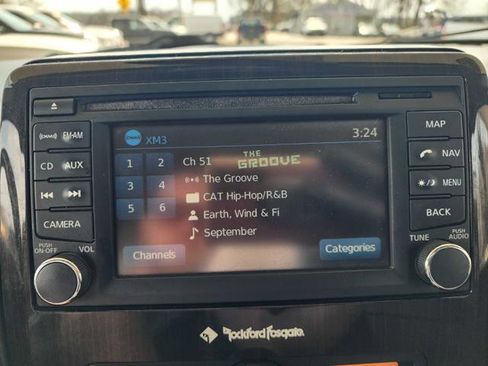 XM3 3:24
1 2 Ch 51 THE GROOVE
The Groove
3 4 CAT Hip-Hop/R&B
5 6 Earth, Wind & Fi
September
Channels Categories
XM FM·AM
CD AUX
CAMERA
PUSH ON·OFF VOL
MAP
NAV
MENU
BACK
TUNE PUSH AUDIO
Rockford Fosgate